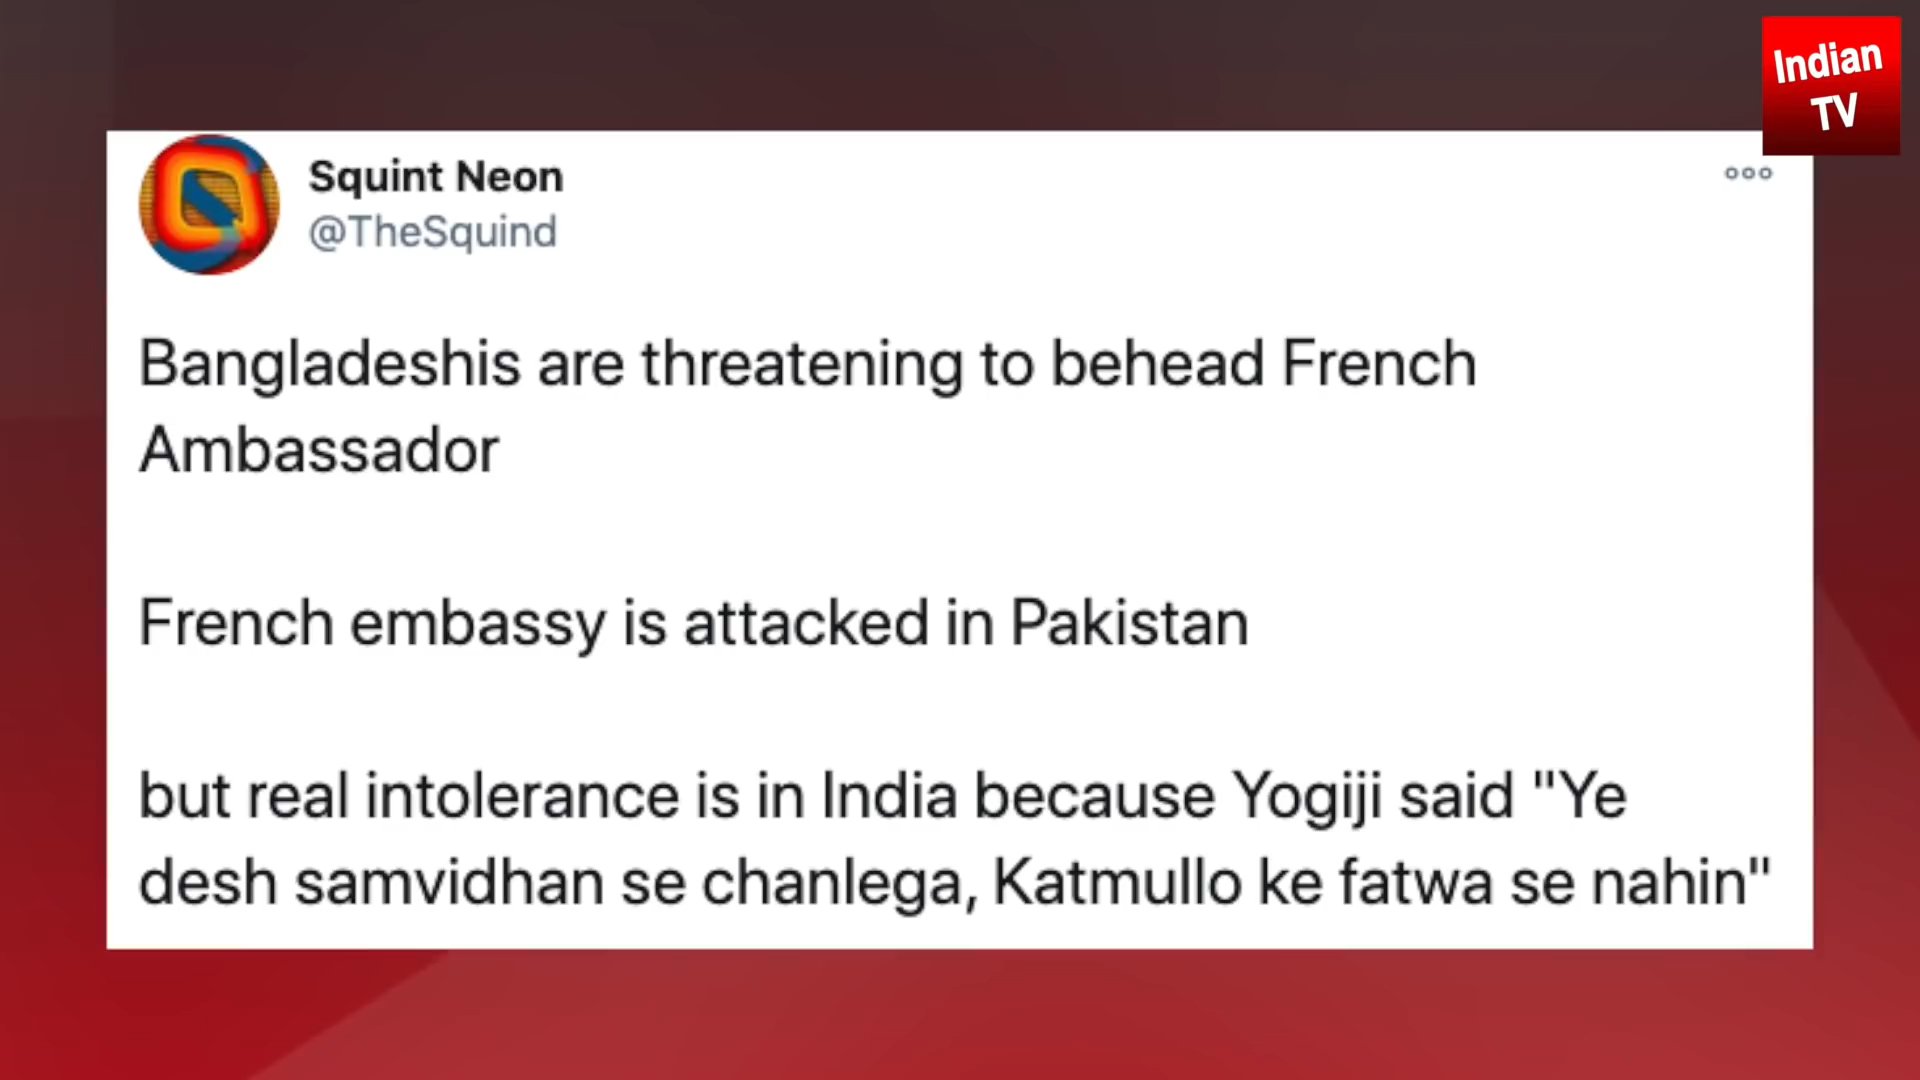 Indian
TV
Squint Neon
@TheSquind
Bangladeshis are threatening to behead French
Ambassador
French embassy is attacked in Pakistan
but real intolerance is in India because Yogiji said "Ye
desh samvidhan se chanlega, Katmullo ke fatwa se nahin"